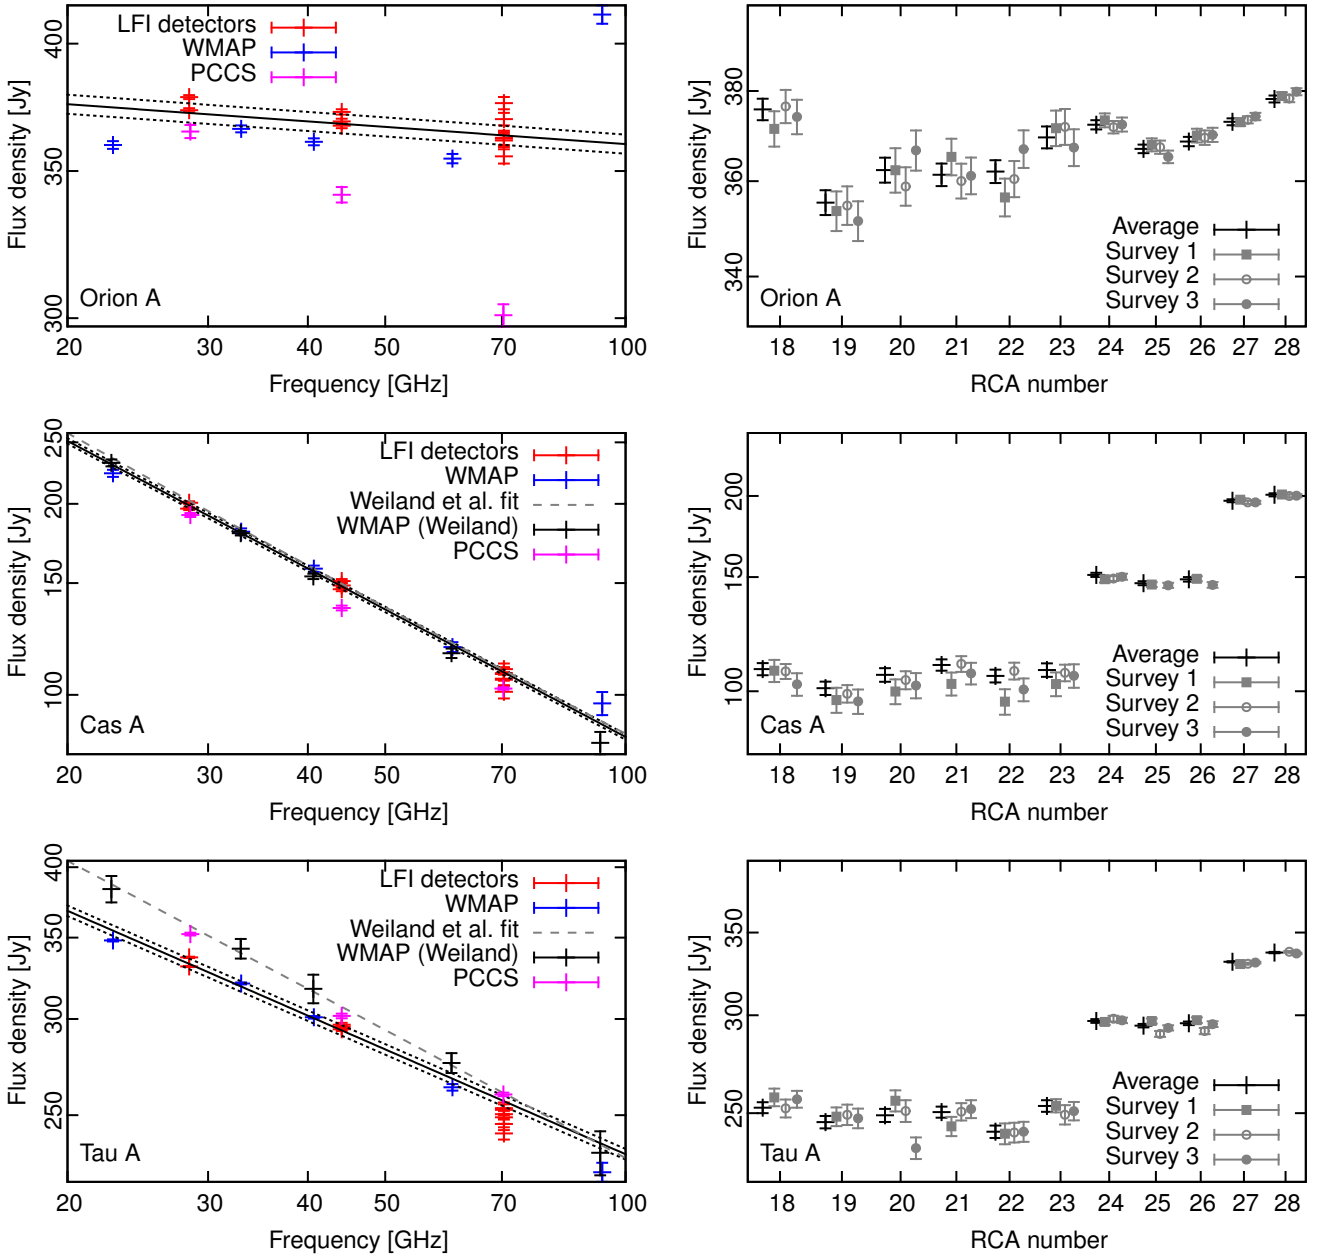 LFI detectors
WMAP
PCCS
400
350
300
Flux density [Jy]
Orion A
20 30 40 50 70 100
Frequency [GHz]
380
360
340
Flux density [Jy]
Average
Survey 1
Survey 2
Survey 3
Orion A
18 19 20 21 22 23 24 25 26 27 28
RCA number
LFI detectors
WMAP
Weiland et al. fit
WMAP (Weiland)
PCCS
250
200
150
100
Flux density [Jy]
Cas A
20 30 40 50 70 100
Frequency [GHz]
200
150
100
Flux density [Jy]
Average
Survey 1
Survey 2
Survey 3
Cas A
18 19 20 21 22 23 24 25 26 27 28
RCA number
LFI detectors
WMAP
Weiland et al. fit
WMAP (Weiland)
PCCS
400
350
300
250
Flux density [Jy]
Tau A
20 30 40 50 70 100
Frequency [GHz]
350
300
250
Flux density [Jy]
Average
Survey 1
Survey 2
Survey 3
Tau A
18 19 20 21 22 23 24 25 26 27 28
RCA number